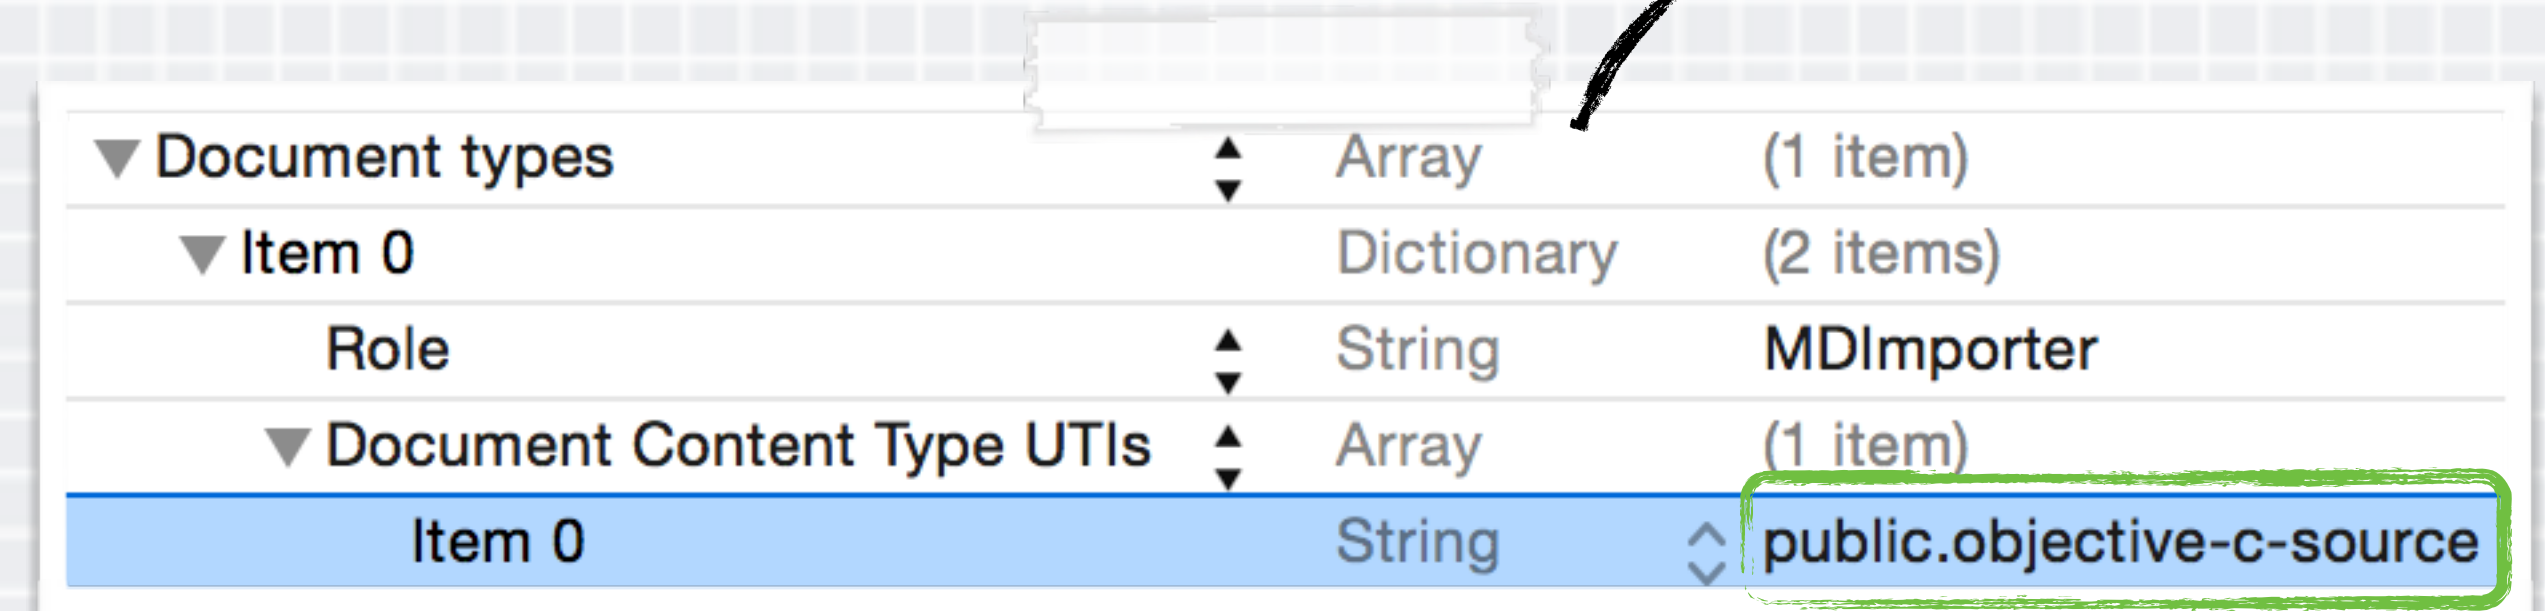 Document types Array (1 item)
Item 0 Dictionary (2 items)
Role String MDImporter
Document Content Type UTIs Array (1 item)
Item 0 String public.objective-c-source